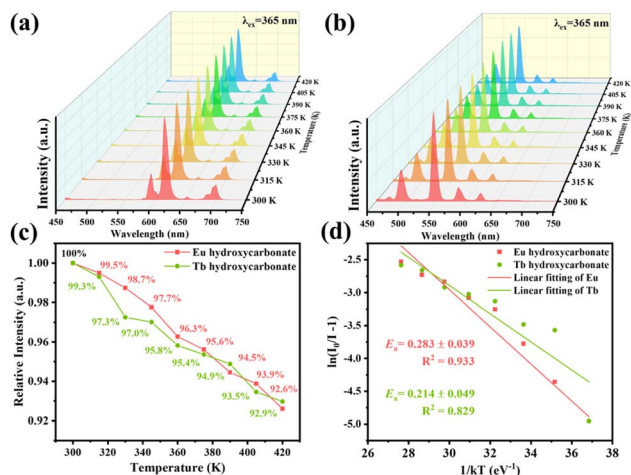 (a)
λex=365 nm
Intensity (a.u.)
450 500 550 600 650 700 750
Wavelength (nm)
300 K
315 K
330 K
345 K
360 K
375 K
390 K
405 K
420 K
Temperature (K)
(b)
λex=365 nm
Intensity (a.u.)
450 500 550 600 650 700 750
Wavelength (nm)
300 K
315 K
330 K
345 K
360 K
375 K
390 K
405 K
420 K
Temperature (K)
(c)
Relative Intensity (a.u.)
1.00
0.98
0.96
0.94
0.92
100%
Eu hydroxycarbonate
Tb hydroxycarbonate
99.5%
98.7%
97.7%
96.3%
95.6%
94.5%
93.9%
92.6%
99.3%
97.3%
97.0%
95.8%
95.4%
94.9%
93.5%
92.9%
300 320 340 360 380 400 420
Temperature (K)
(d)
ln(I0/I -1)
-2.5
-3.0
-3.5
-4.0
-4.5
-5.0
Eu hydroxycarbonate
Tb hydroxycarbonate
Linear fitting of Eu
Linear fitting of Tb
Ea = 0.283 ± 0.039
R² = 0.933
Ea = 0.214 ± 0.049
R² = 0.829
26 28 30 32 34 36 38
1/kT (eV⁻¹)